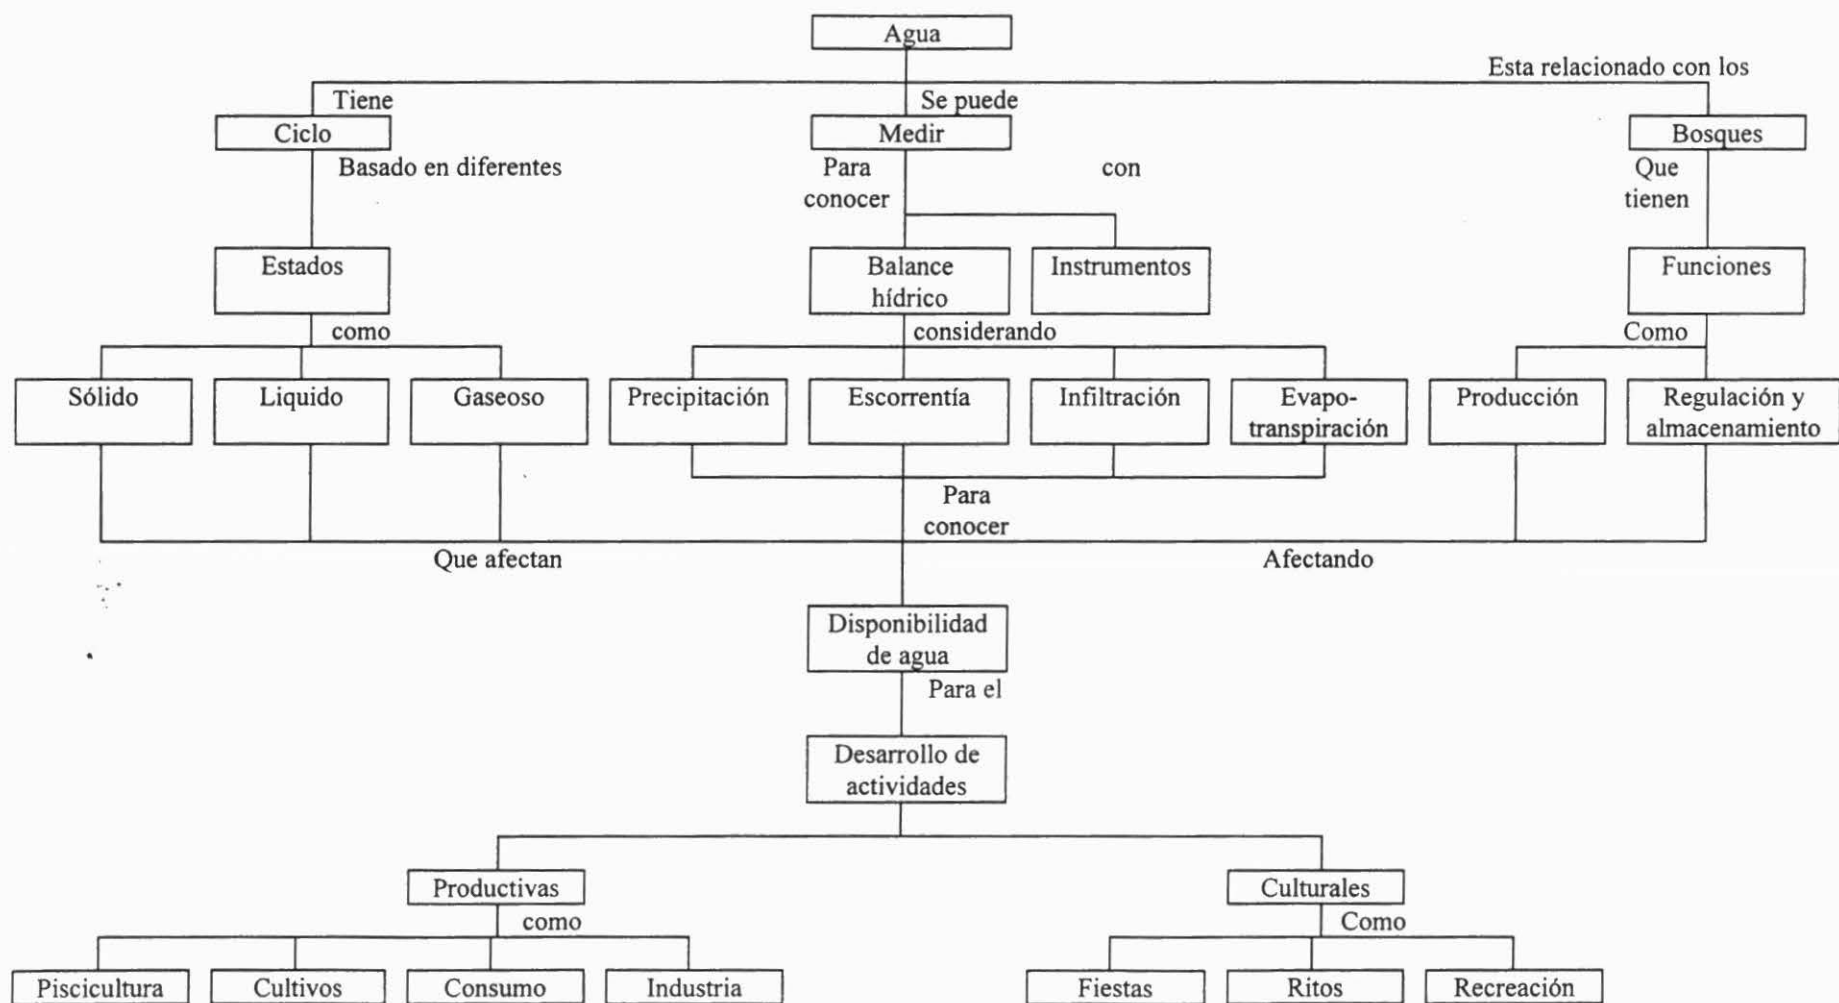 Agua
Esta relacionado con los
Tiene
Se puede
Ciclo
Medir
Bosques
Basado en diferentes
Para
conocer
con
Que
tienen
Estados
Balance
hídrico
Instrumentos
Funciones
como
considerando
Como
Sólido
Liquido
Gaseoso
Precipitación
Escorrentía
Infiltración
Evapo-
transpiración
Producción
Regulación y
almacenamiento
Para
conocer
Que afectan
Afectando
Disponibilidad
de agua
Para el
Desarrollo de
actividades
Productivas
Culturales
como
Como
Piscicultura
Cultivos
Consumo
Industria
Fiestas
Ritos
Recreación